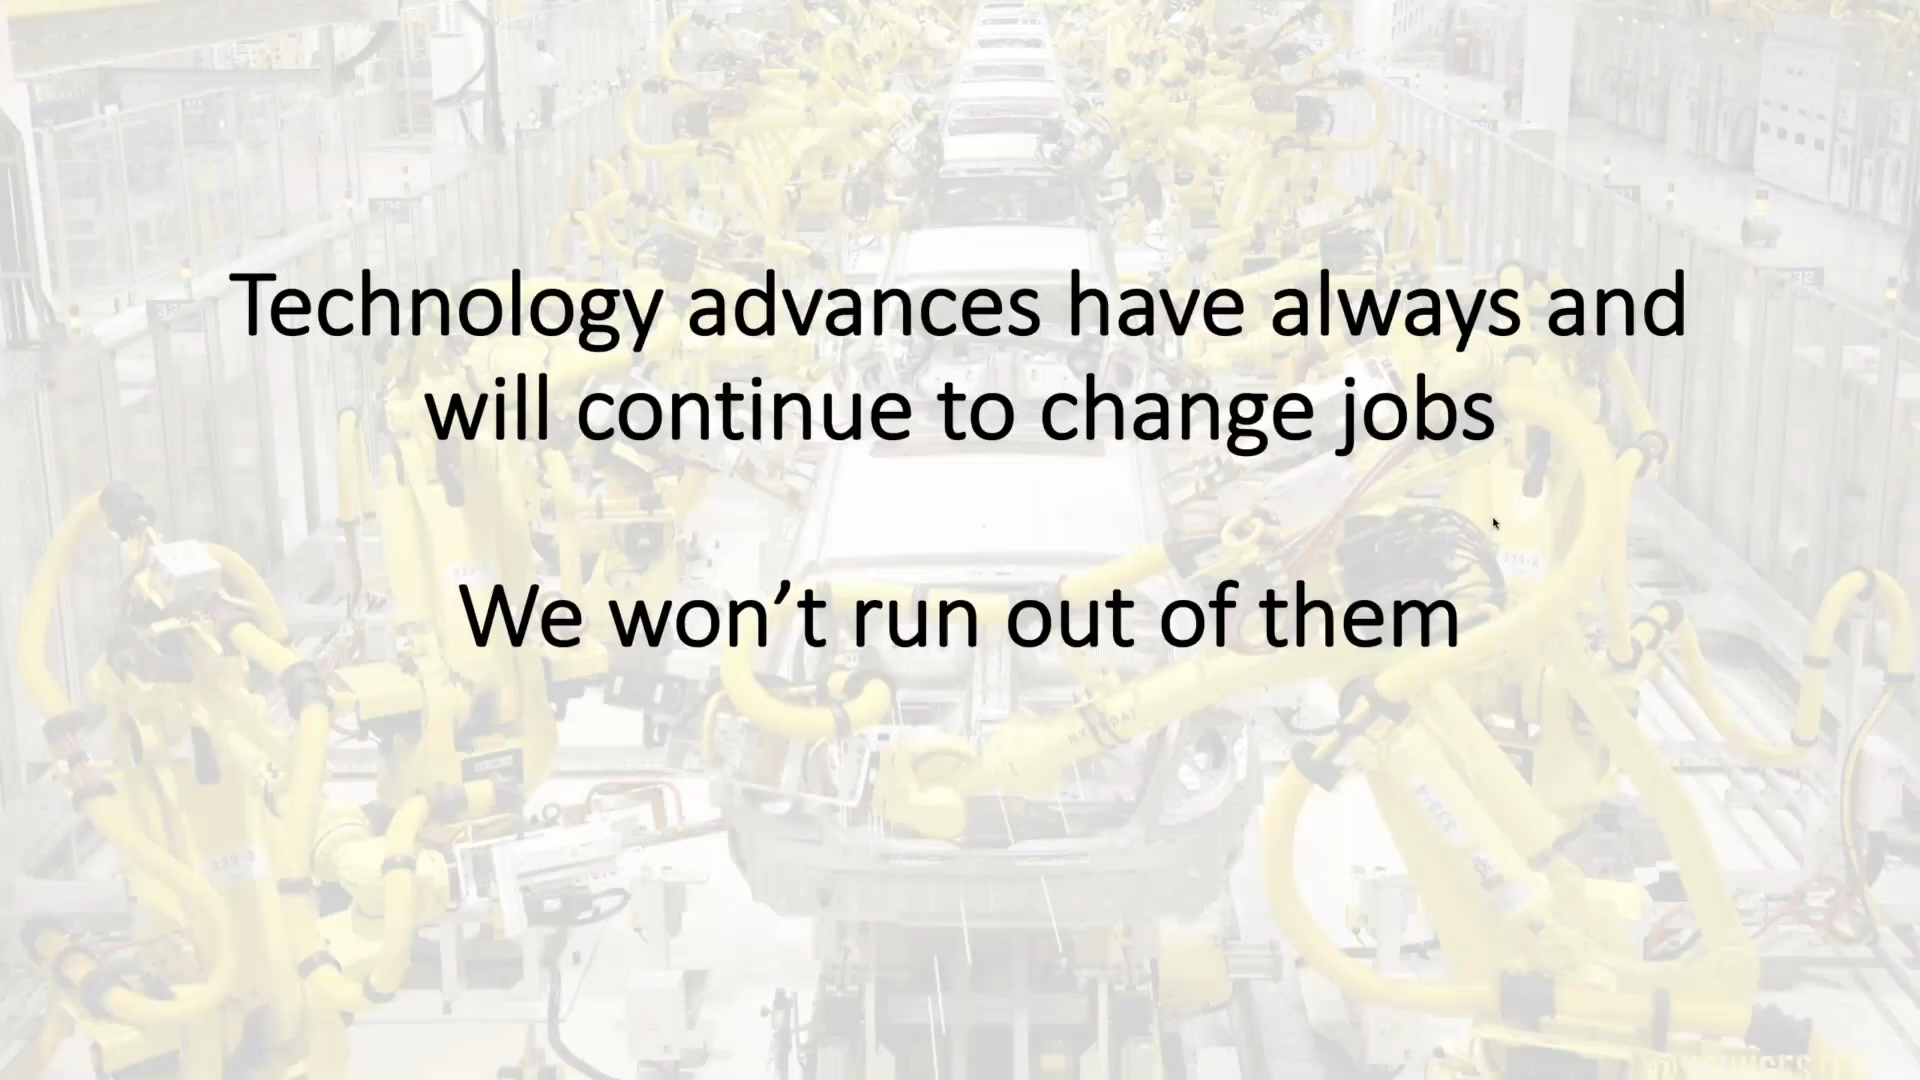 Technology advances have always and
will continue to change jobs
We won’t run out of them